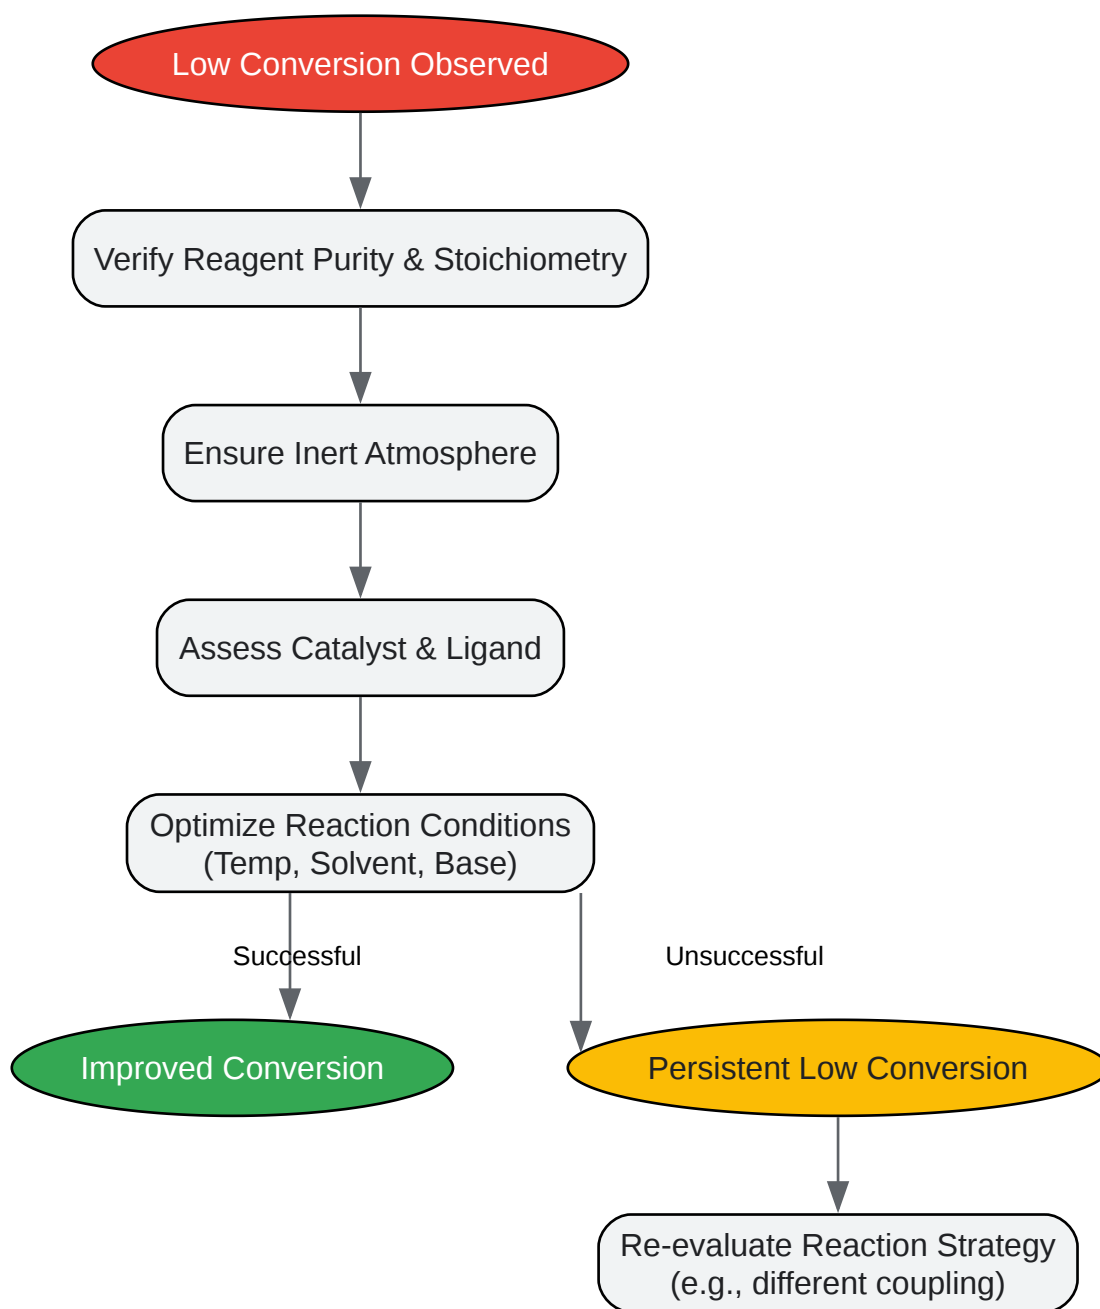 Low Conversion Observed
Verify Reagent Purity & Stoichiometry
Ensure Inert Atmosphere
Assess Catalyst & Ligand
Optimize Reaction Conditions
(Temp, Solvent, Base)
Successful
Unsuccessful
Improved Conversion
Persistent Low Conversion
Re-evaluate Reaction Strategy
(e.g., different coupling)